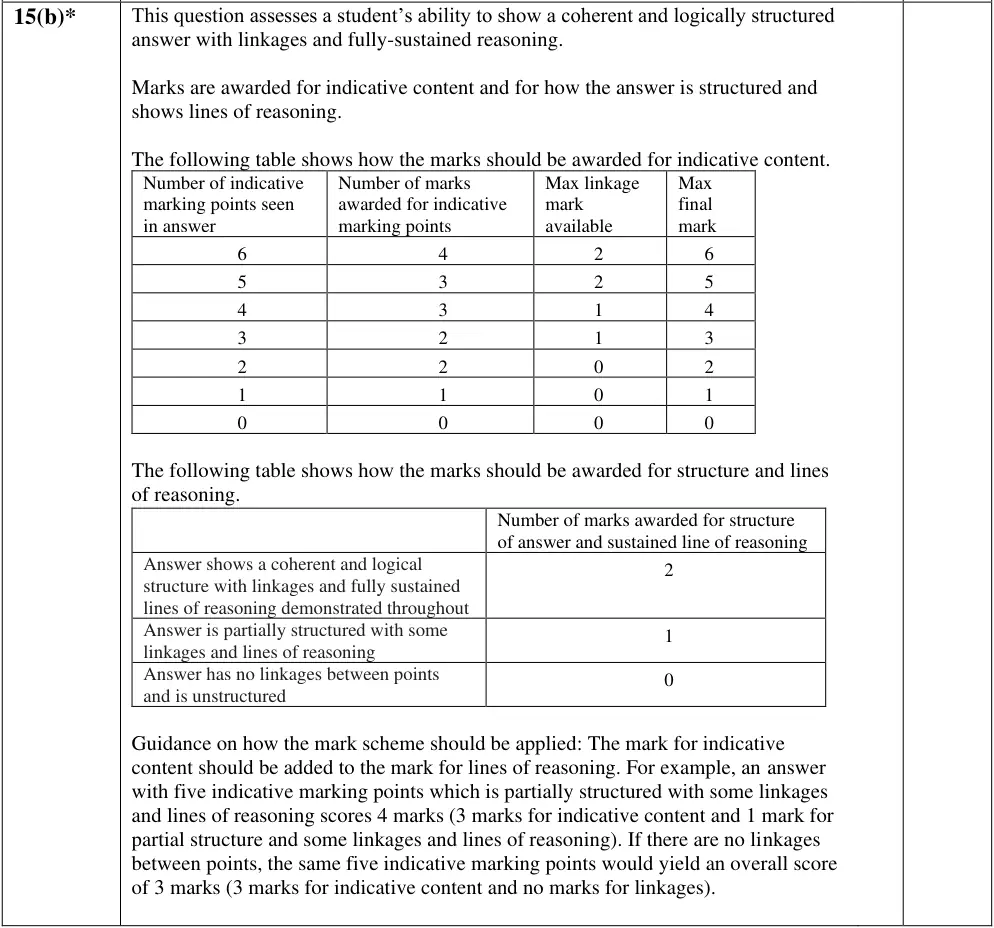 15(b)* This question assesses a student's ability to show a coherent and logically structured
answer with linkages and fully-sustained reasoning.
Marks are awarded for indicative content and for how the answer is structured and
shows lines of reasoning.
The following table shows how the marks should be awarded for indicative content.
Number of indicative marking points seen in answer | Number of marks awarded for indicative marking points | Max linkage mark available | Max final mark
6 4 2 6
5 3 2 5
4 3 1 4
3 2 1 3
2 2 0 2
1 1 0 1
0 0 0 0
The following table shows how the marks should be awarded for structure and lines
of reasoning.
Number of marks awarded for structure
of answer and sustained line of reasoning
Answer shows a coherent and logical
structure with linkages and fully sustained
lines of reasoning demonstrated throughout
2
Answer is partially structured with some
linkages and lines of reasoning
1
Answer has no linkages between points
and is unstructured
0
Guidance on how the mark scheme should be applied: The mark for indicative
content should be added to the mark for lines of reasoning. For example, an answer
with five indicative marking points which is partially structured with some linkages
and lines of reasoning scores 4 marks (3 marks for indicative content and 1 mark for
partial structure and some linkages and lines of reasoning). If there are no linkages
between points, the same five indicative marking points would yield an overall score
of 3 marks (3 marks for indicative content and no marks for linkages).